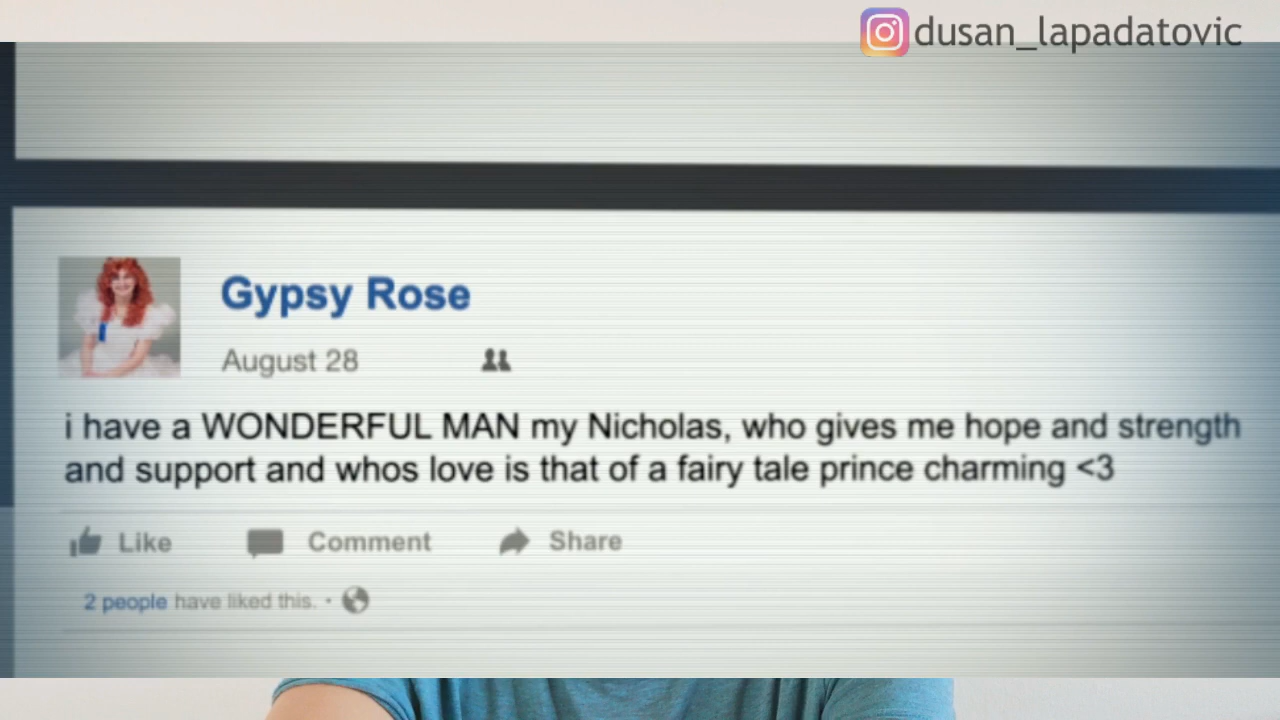 dusan_lapadatovic
Gypsy Rose
August 28
i have a WONDERFUL MAN my Nicholas, who gives me hope and strength
and support and whos love is that of a fairy tale prince charming <3
Like Comment Share
2 people have liked this. ·